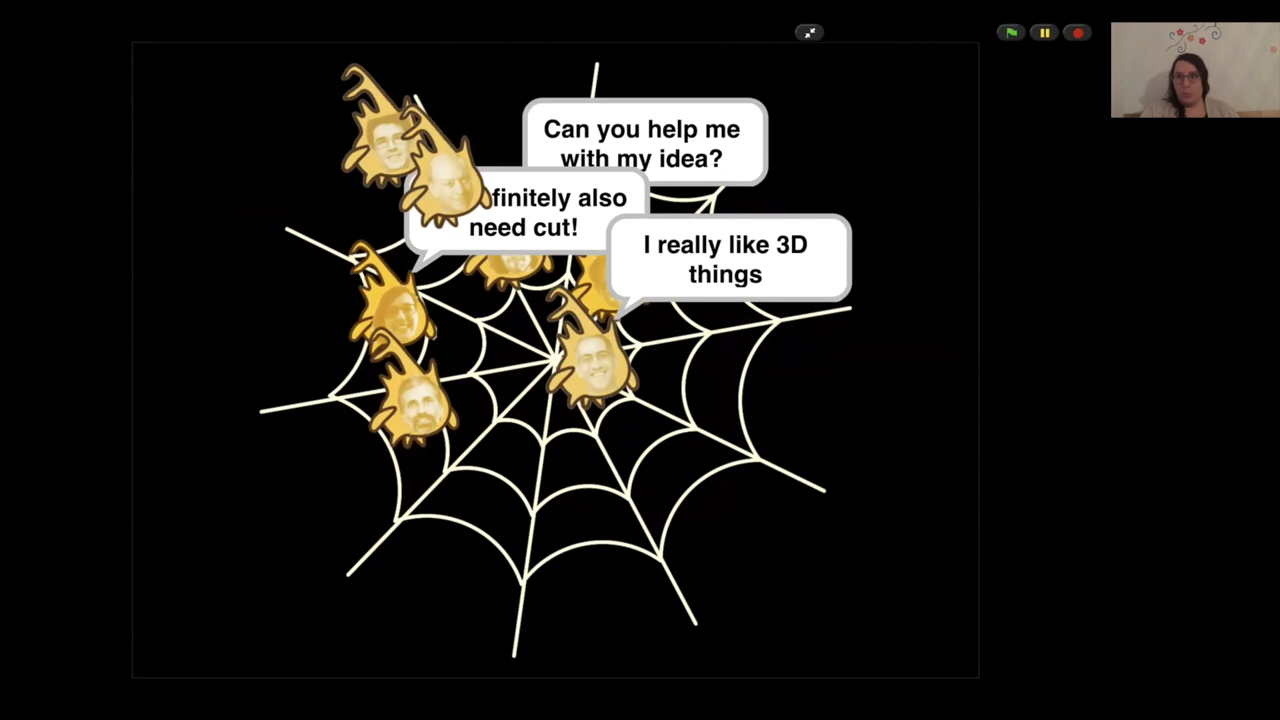 Can you help me
with my idea?
finitely also
need cut!
I really like 3D
things